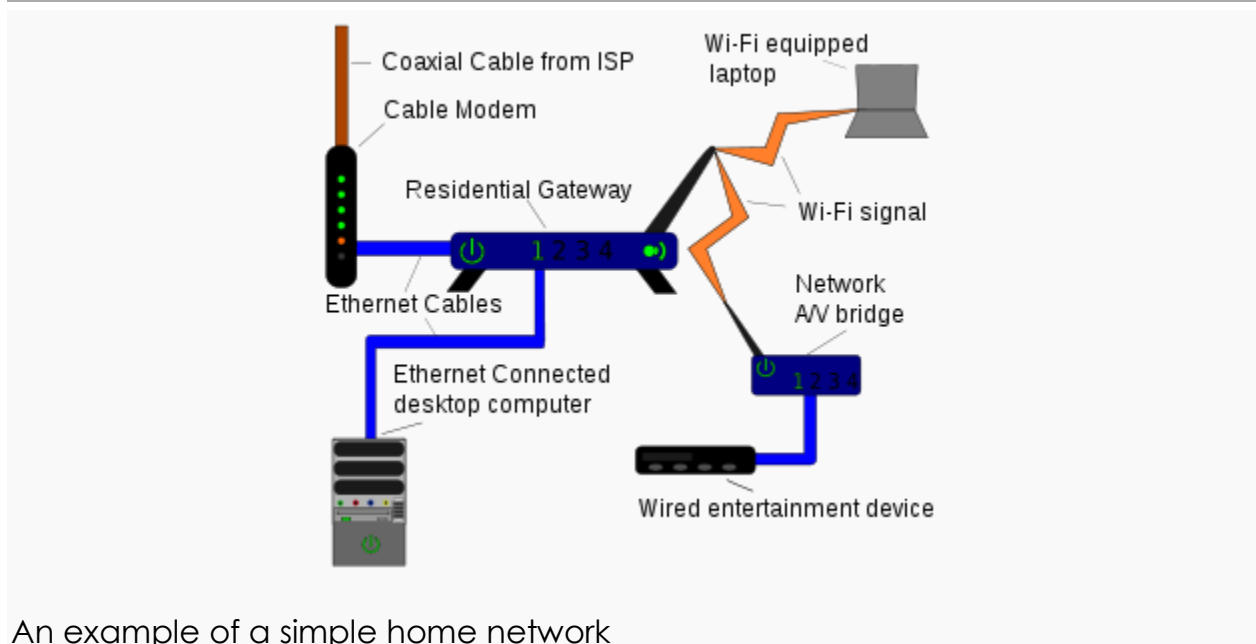 Coaxial Cable from ISP
Cable Modem
Wi-Fi equipped
laptop
Residential Gateway
1 2 3 4
Wi-Fi signal
Ethernet Cables
Network
A/V bridge
1 2 3 4
Ethernet Connected
desktop computer
Wired entertainment device
An example of a simple home network